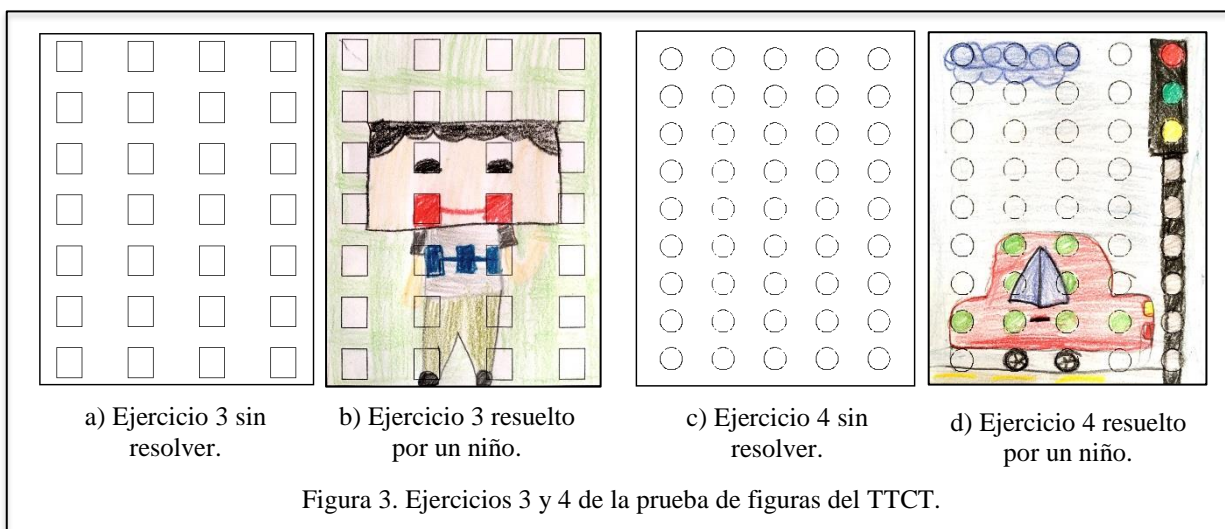 a) Ejercicio 3 sin
resolver.
b) Ejercicio 3 resuelto
por un niño.
c) Ejercicio 4 sin
resolver.
d) Ejercicio 4 resuelto
por un niño.
Figura 3. Ejercicios 3 y 4 de la prueba de figuras del TTCT.